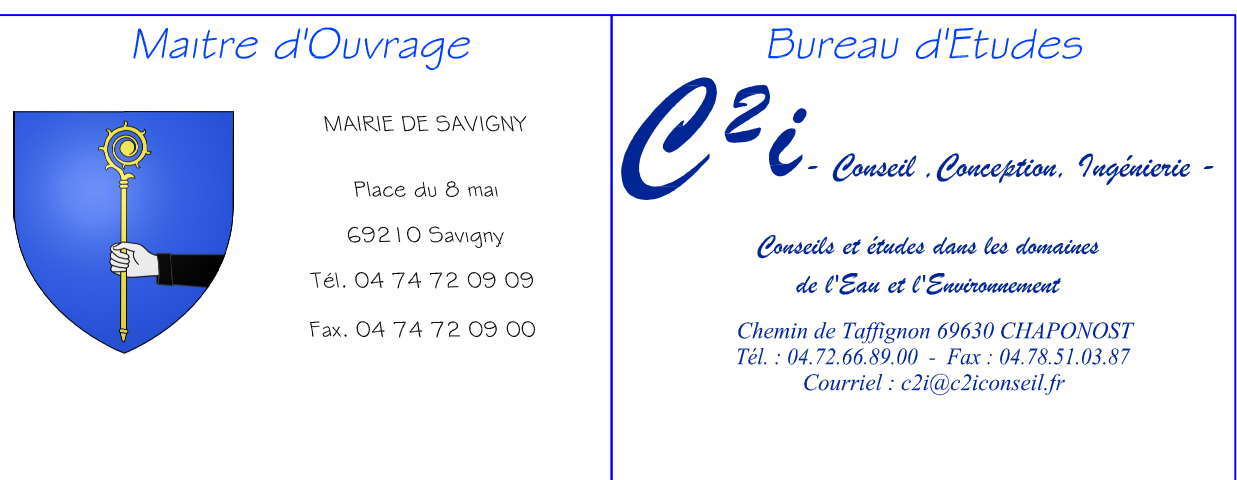 Maitre d'Ouvrage
MAIRIE DE SAVIGNY
Place du 8 mai
69210 Savigny
Tél. 04 74 72 09 09
Fax. 04 74 72 09 00
Bureau d'Etudes
C²i - Conseil ,Conception, Ingénierie -
Conseils et études dans les domaines
de l'Eau et l'Environnement
Chemin de Taffignon 69630 CHAPONOST
Tél. : 04.72.66.89.00 - Fax : 04.78.51.03.87
Courriel : c2i@c2iconseil.fr